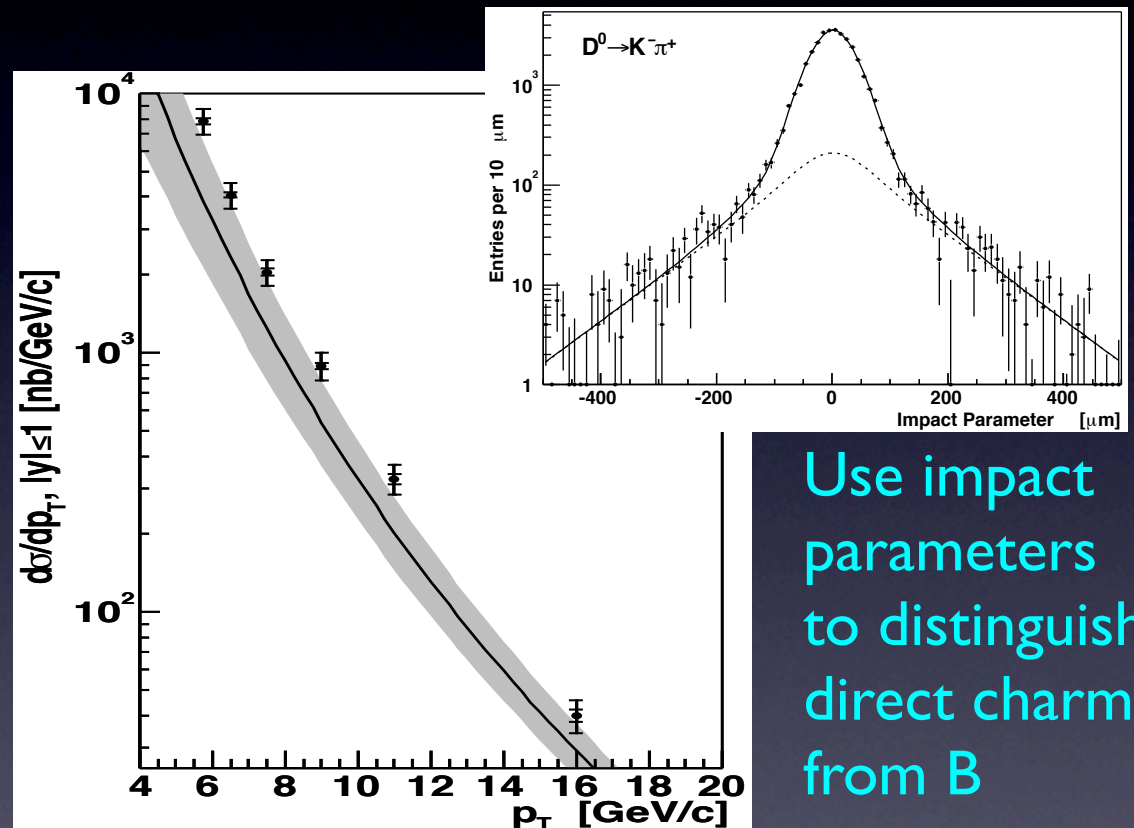 D⁰→K⁻π⁺
Entries per 10 μm
10³
10²
10
1
-400 -200 0 200 400
Impact Parameter [μm]
dσ/dp_T, |y|≤1 [nb/GeV/c]
10⁴
10³
10²
4 6 8 10 12 14 16 18 20
p_T [GeV/c]
Use impact
parameters
to distinguish
direct charm
from B